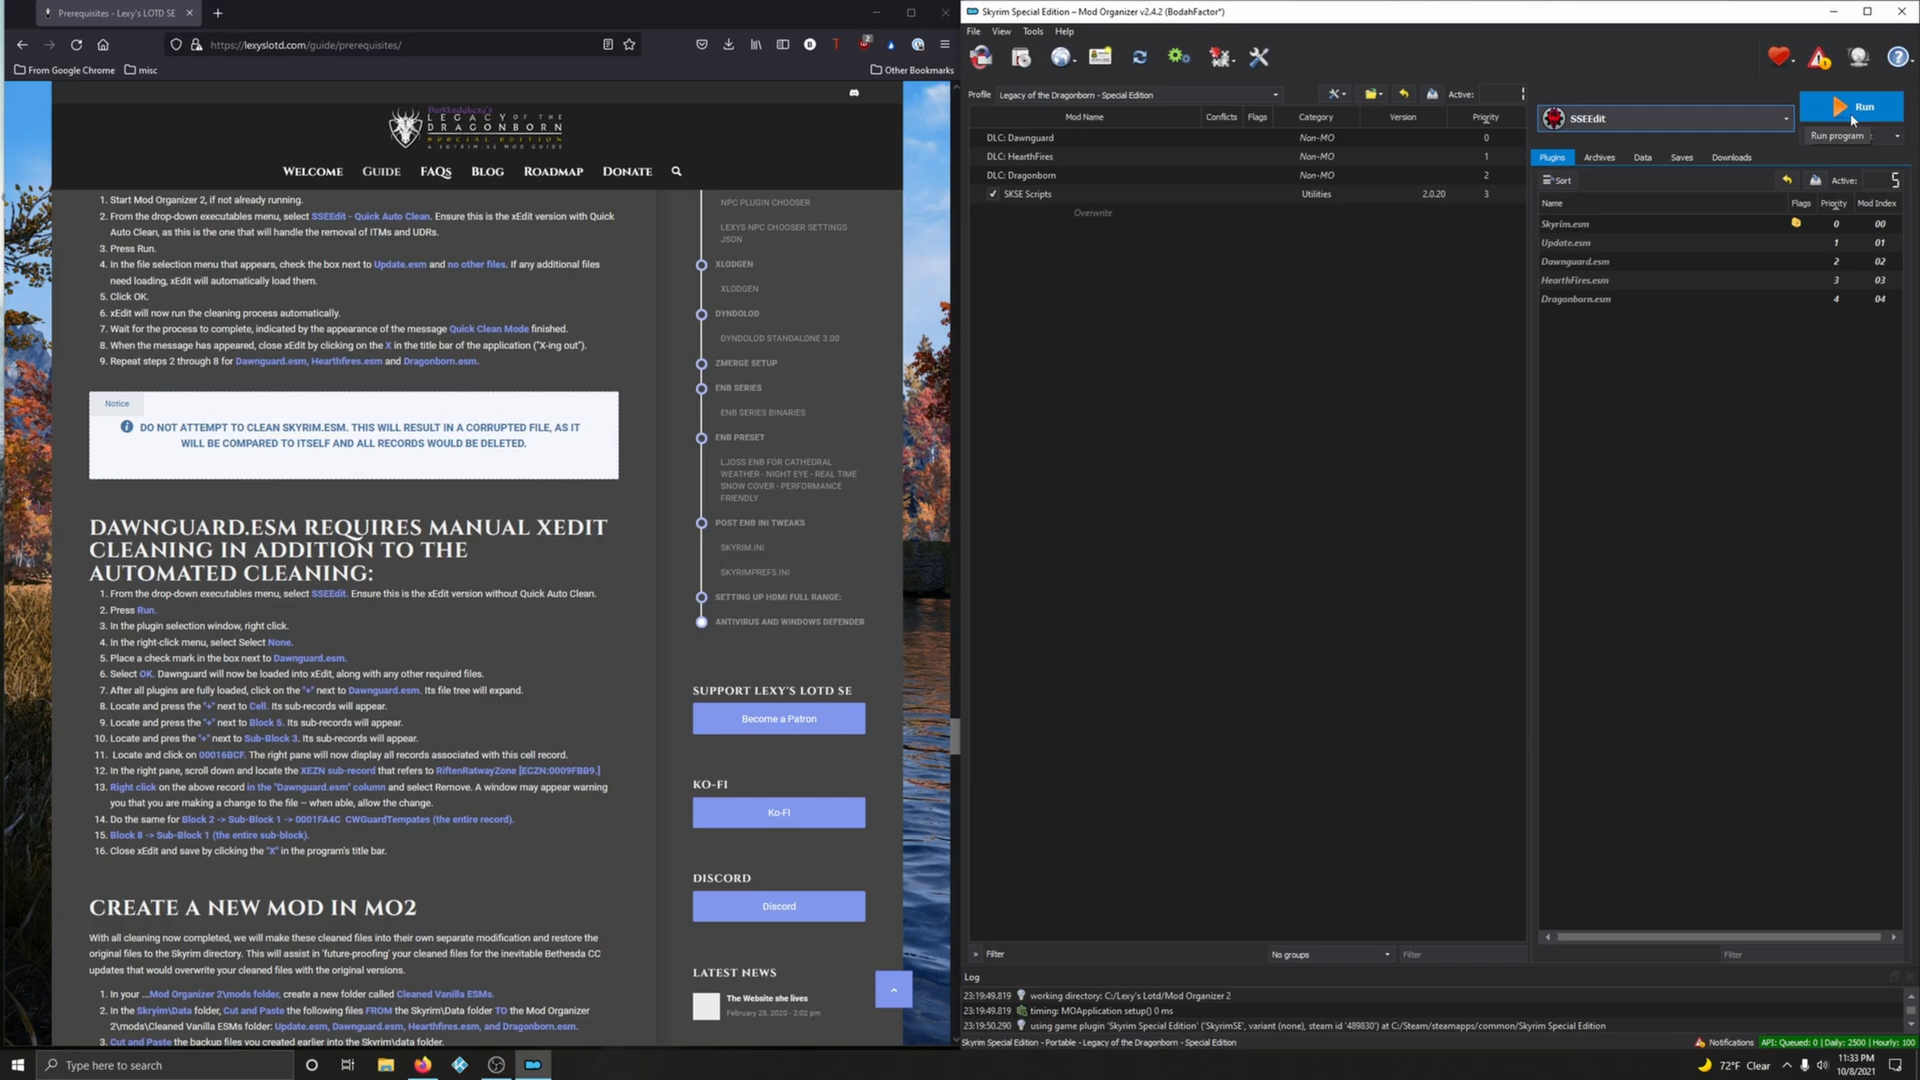 Prerequisites - Lexy's LOTD SE
https://lexyslotd.com/guide/prerequisites/
2
From Google Chrome
misc
Other Bookmarks
DarkladyLexy's
LEGACY OF THE
DRAGONBORN
SPECIAL EDITION
A SKYRIM-SE MOD GUIDE
WELCOME
GUIDE
FAQS
BLOG
ROADMAP
DONATE
1. Start Mod Organizer 2, if not already running.
2. From the drop-down executables menu, select SSEEdit - Quick Auto Clean. Ensure this is the xEdit version with Quick
Auto Clean, as this is the one that will handle the removal of ITMs and UDRs.
3. Press Run.
4. In the file selection menu that appears, check the box next to Update.esm and no other files. If any additional files
need loading, xEdit will automatically load them.
5. Click OK.
6. xEdit will now run the cleaning process automatically.
7. Wait for the process to complete, indicated by the appearance of the message Quick Clean Mode finished.
8. When the message has appeared, close xEdit by clicking on the X in the title bar of the application ("X-ing out").
9. Repeat steps 2 through 8 for Dawnguard.esm, Hearthfires.esm and Dragonborn.esm.
Notice
DO NOT ATTEMPT TO CLEAN SKYRIM.ESM. THIS WILL RESULT IN A CORRUPTED FILE, AS IT
WILL BE COMPARED TO ITSELF AND ALL RECORDS WOULD BE DELETED.
DAWNGUARD.ESM REQUIRES MANUAL XEDIT
CLEANING IN ADDITION TO THE
AUTOMATED CLEANING:
1. From the drop-down executables menu, select SSEEdit. Ensure this is the xEdit version without Quick Auto Clean.
2. Press Run.
3. In the plugin selection window, right click.
4. In the right-click menu, select Select None.
5. Place a check mark in the box next to Dawnguard.esm.
6. Select OK. Dawnguard will now be loaded into xEdit, along with any other required files.
7. After all plugins are fully loaded, click on the "+" next to Dawnguard.esm. Its file tree will expand.
8. Locate and press the "+" next to Cell. Its sub-records will appear.
9. Locate and press the "+" next to Block 5. Its sub-records will appear.
10. Locate and pres the "+" next to Sub-Block 3. Its sub-records will appear.
11. Locate and click on 00016BCF. The right pane will now display all records associated with this cell record.
12. In the right pane, scroll down and locate the XEZN sub-record that refers to RiftenRatwayZone [ECZN:0009FBB9.]
13. Right click on the above record in the "Dawnguard.esm" column and select Remove. A window may appear warning
you that you are making a change to the file – when able, allow the change.
14. Do the same for Block 2 -> Sub-Block 1 -> 0001FA4C CWGuardTempates (the entire record).
15. Block 8 -> Sub-Block 1 (the entire sub-block).
16. Close xEdit and save by clicking the "X" in the program's title bar.
CREATE A NEW MOD IN MO2
With all cleaning now completed, we will make these cleaned files into their own separate modification and restore the
original files to the Skyrim directory. This will assist in 'future-proofing' your cleaned files for the inevitable Bethesda CC
updates that would overwrite your cleaned files with the original versions.
1. In your ...Mod Organizer 2\mods folder, create a new folder called Cleaned Vanilla ESMs.
2. In the Skyrim\Data folder, Cut and Paste the following files FROM the Skyrim\Data folder TO the Mod Organizer
2\mods\Cleaned Vanilla ESMs folder: Update.esm, Dawnguard.esm, Hearthfires.esm, and Dragonborn.esm.
3. Cut and Paste the backup files you created earlier into the Skyrim\data folder.
NPC PLUGIN CHOOSER
LEXYS NPC CHOOSER SETTINGS
JSON
XLODGEN
XLODGEN
DYNDOLOD
DYNDOLOD STANDALONE 3.00
ZMERGE SETUP
ENB SERIES
ENB SERIES BINARIES
ENB PRESET
LJOSS ENB FOR CATHEDRAL
WEATHER - NIGHT EYE - REAL TIME
SNOW COVER - PERFORMANCE
FRIENDLY
POST ENB INI TWEAKS
SKYRIM.INI
SKYRIMPREFS.INI
SETTING UP HDMI FULL RANGE:
ANTIVIRUS AND WINDOWS DEFENDER
SUPPORT LEXY'S LOTD SE
Become a Patron
KO-FI
Ko-FI
DISCORD
Discord
LATEST NEWS
The Website she lives
February 28, 2020 - 2:02 pm
Skyrim Special Edition – Mod Organizer v2.4.2 (BodahFactor*)
File
View
Tools
Help
Profile
Legacy of the Dragonborn - Special Edition
Active:
Mod Name
Conflicts
Flags
Category
Version
Priority
DLC: Dawnguard
Non-MO
0
DLC: HearthFires
Non-MO
1
DLC: Dragonborn
Non-MO
2
SKSE Scripts
Utilities
2.0.20
3
Overwrite
SSEEdit
Run
Run program
Plugins
Archives
Data
Saves
Downloads
Sort
Active:
5
Name
Flags
Priority
Mod Index
Skyrim.esm
0
00
Update.esm
1
01
Dawnguard.esm
2
02
HearthFires.esm
3
03
Dragonborn.esm
4
04
Filter
No groups
Filter
Filter
Log
23:19:49.819
working directory: C:/Lexy's Lotd/Mod Organizer 2
23:19:49.819
timing: MOApplication setup() 0 ms
23:19:50.290
using game plugin 'Skyrim Special Edition' ('SkyrimSE', variant (none), steam id '489830') at C:/Steam/steamapps/common/Skyrim Special Edition
Skyrim Special Edition - Portable - Legacy of the Dragonborn - Special Edition
Notifications
API: Queued: 0 | Daily: 2500 | Hourly: 100
Type here to search
72°F Clear
11:33 PM
10/8/2021